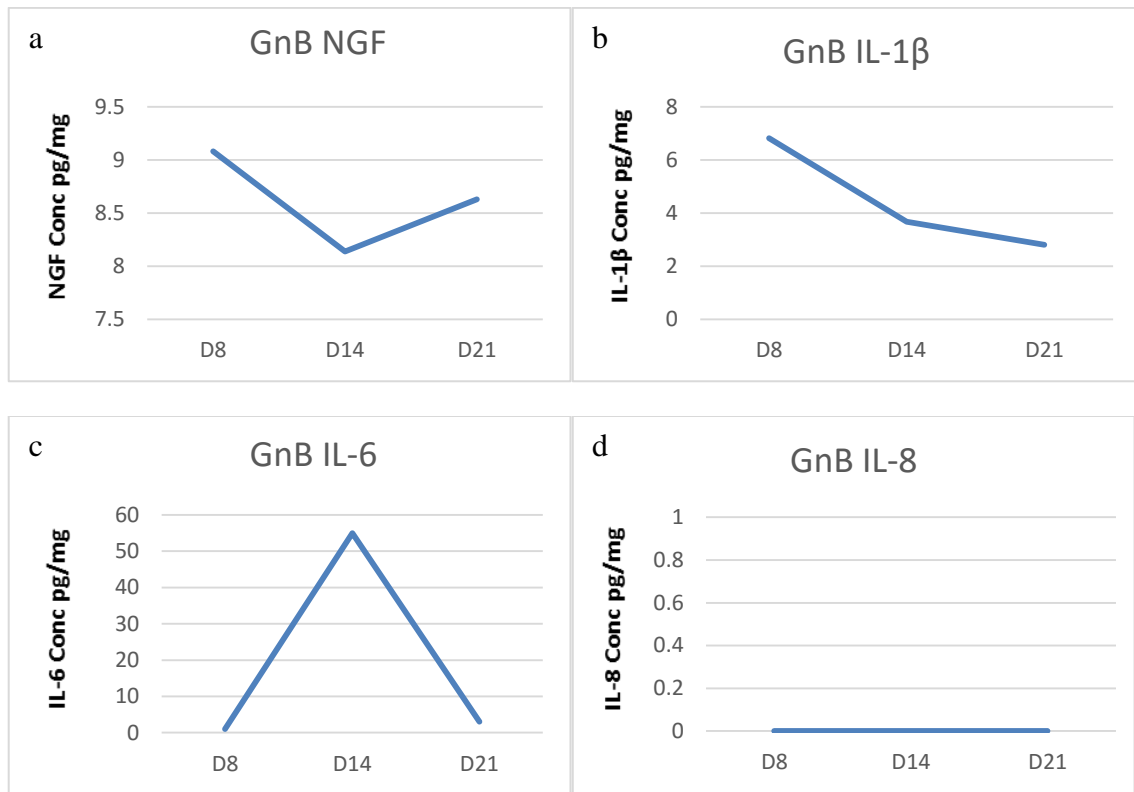 a
GnB NGF
NGF Conc pg/mg
9.5
9
8.5
8
7.5
D8 D14 D21
b
GnB IL-1β
IL-1β Conc pg/mg
8
6
4
2
0
D8 D14 D21
c
GnB IL-6
IL-6 Conc pg/mg
60
50
40
30
20
10
0
D8 D14 D21
d
GnB IL-8
IL-8 Conc pg/mg
1
0.8
0.6
0.4
0.2
0
D8 D14 D21